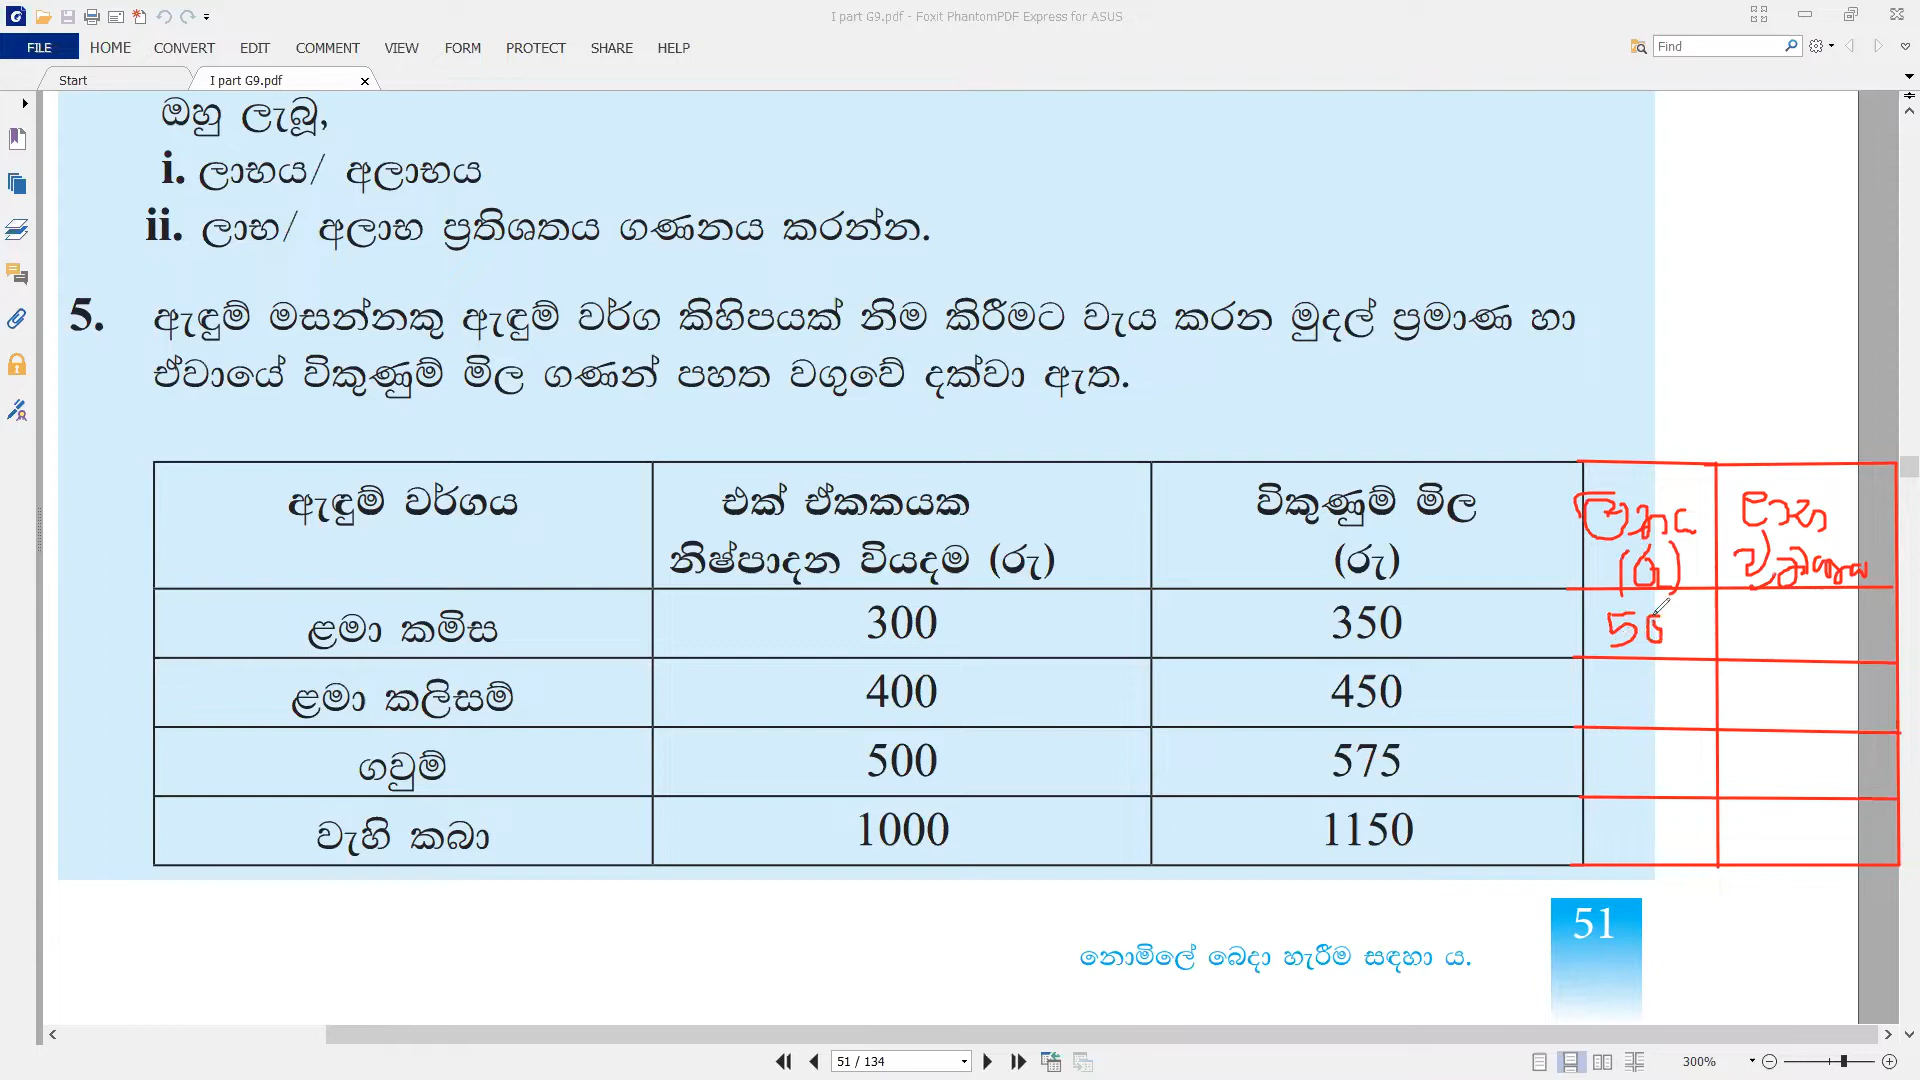 I part G9.pdf - Foxit PhantomPDF Express for ASUS
FILE HOME CONVERT EDIT COMMENT VIEW FORM PROTECT SHARE HELP Find
Start I part G9.pdf
ඔහු ලැබූ,
i. ලාභය/ අලාභය
ii. ලාභ/ අලාභ ප්‍රතිශතය ගණනය කරන්න.
5. ඇඳුම් මසන්නකු ඇඳුම් වර්ග කිහිපයක් නිම කිරීමට වැය කරන මුදල් ප්‍රමාණ හා
ඒවායේ විකුණුම් මිල ගණන් පහත වගුවේ දක්වා ඇත.
ඇඳුම් වර්ගය එක් ඒකකයක විකුණුම් මිල
නිෂ්පාදන වියදම (රු) (රු) (රු)
ළමා කමිස 300 350 50
ළමා කලිසම් 400 450
ගවුම් 500 575
වැහි කබා 1000 1150
51
නොමිලේ බෙදා හැරීම සඳහා ය.
51 / 134 300%